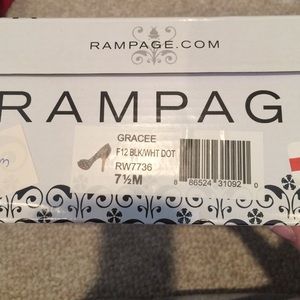 RAMPAGE.COM
RAMPAG
GRACEE
F12 BLK/WHT DOT
RW7736
7½M
8 86524 31092 0